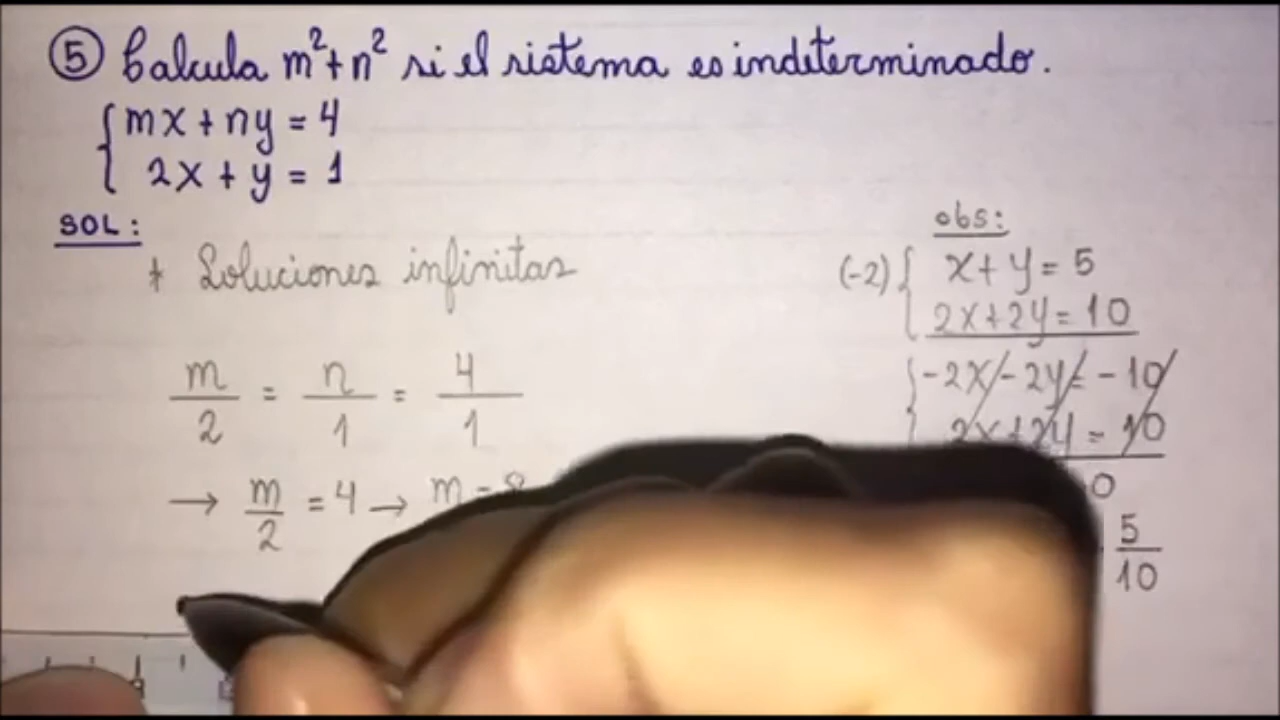 ⑤ Calcula m²+n² si el sistema es indeterminado.
mx + ny = 4
2x + y = 1
SOL:
* Soluciones infinitas
m/2 = n/1 = 4/1
→ m/2 = 4 → m = 8
obs:
(-2) { x + y = 5
2x + 2y = 10
-2x - 2y = -10
2x + 2y = 10
0
5/10